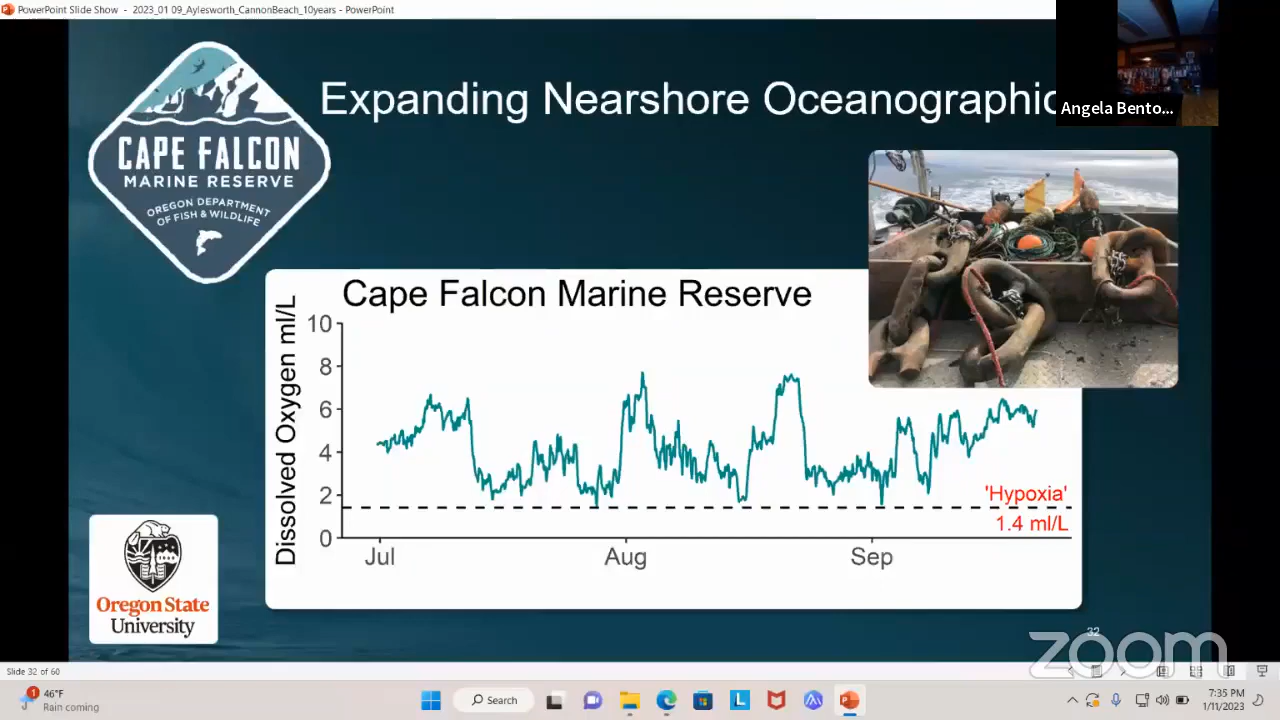 PowerPoint Slide Show - 2023_01 09_Aylesworth_CannonBeach_10years - PowerPoint
Angela Bento...
Expanding Nearshore Oceanographic
CAPE FALCON
MARINE RESERVE
OREGON DEPARTMENT
OF FISH & WILDLIFE
Cape Falcon Marine Reserve
Dissolved Oxygen ml/L
10
8
6
4
2
0
'Hypoxia'
1.4 ml/L
Jul
Aug
Sep
Oregon State
University
32
zoom
Slide 32 of 60
1
46°F
Rain coming
Search
L
7:35 PM
1/11/2023